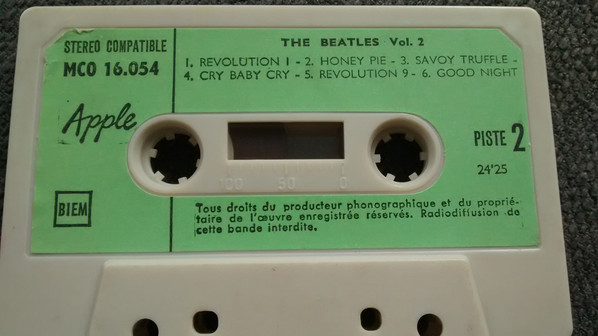 STEREO COMPATIBLE
MCO 16.054
THE BEATLES Vol. 2
1. REVOLUTION 1 - 2. HONEY PIE - 3. SAVOY TRUFFLE -
4. CRY BABY CRY - 5. REVOLUTION 9 - 6. GOOD NIGHT
Apple
PISTE 2
24'25
100 50 0
BIEM
Tous droits du producteur phonographique et du proprié-
taire de l'œuvre enregistrée réservés. Radiodiffusion de
cette bande interdite.